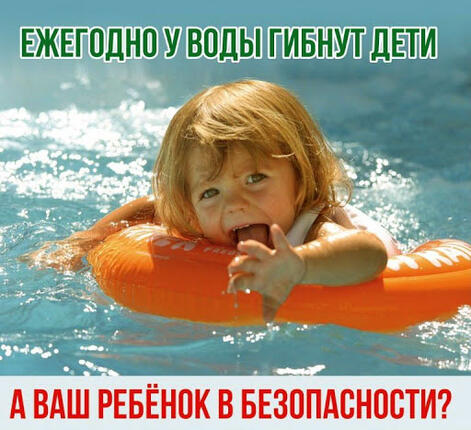 ЕЖЕГОДНО У ВОДЫ ГИБНУТ ДЕТИ
А ВАШ РЕБЁНОК В БЕЗОПАСНОСТИ?